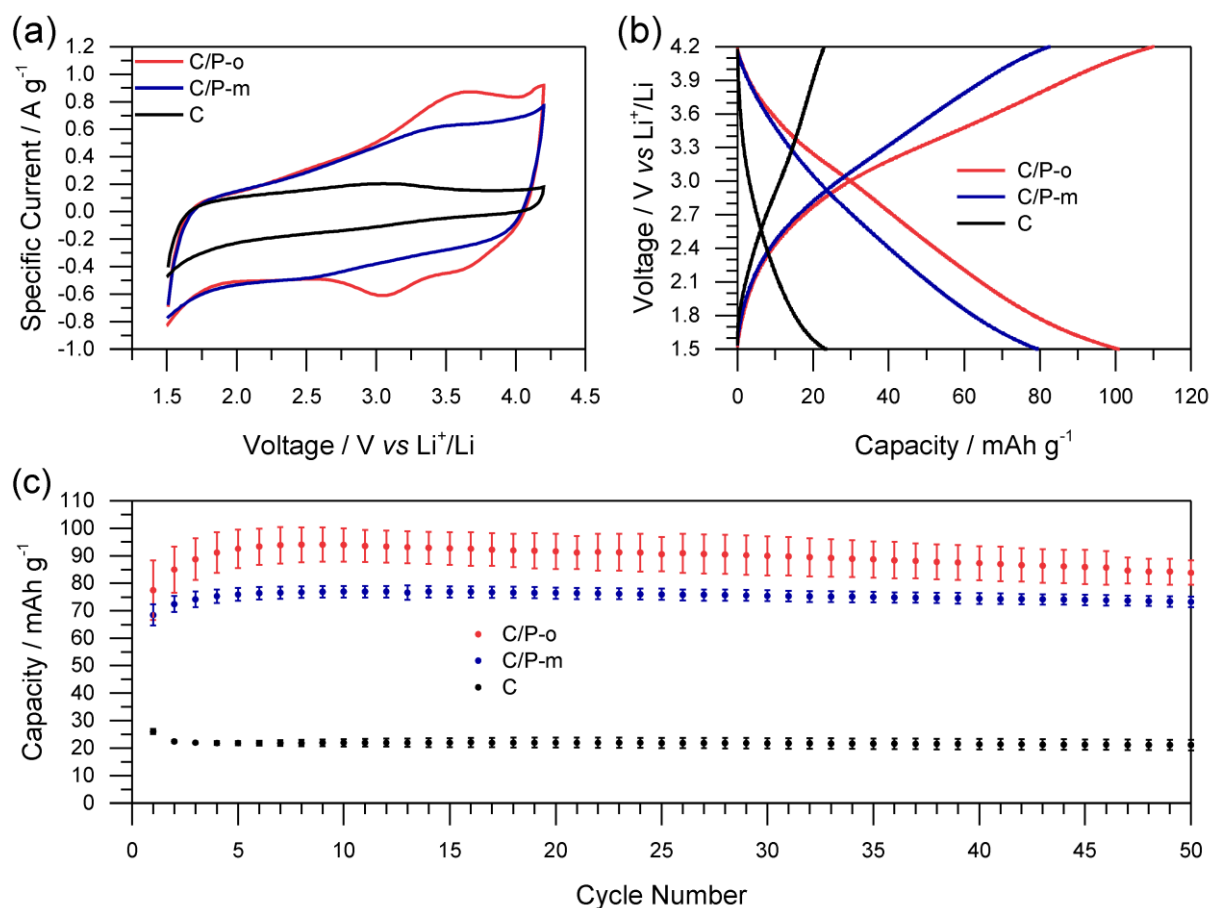 (a)
1.2
1.0
0.8
0.6
0.4
0.2
0.0
-0.2
-0.4
-0.6
-0.8
-1.0
Specific Current / A g⁻¹
C/P-o
C/P-m
C
1.5 2.0 2.5 3.0 3.5 4.0 4.5
Voltage / V vs Li⁺/Li
(b)
4.2
3.9
3.6
3.3
3.0
2.7
2.4
2.1
1.8
1.5
Voltage / V vs Li⁺/Li
C/P-o
C/P-m
C
0 20 40 60 80 100 120
Capacity / mAh g⁻¹
(c)
110
100
90
80
70
60
50
40
30
20
10
0
Capacity / mAh g⁻¹
C/P-o
C/P-m
C
0 5 10 15 20 25 30 35 40 45 50
Cycle Number